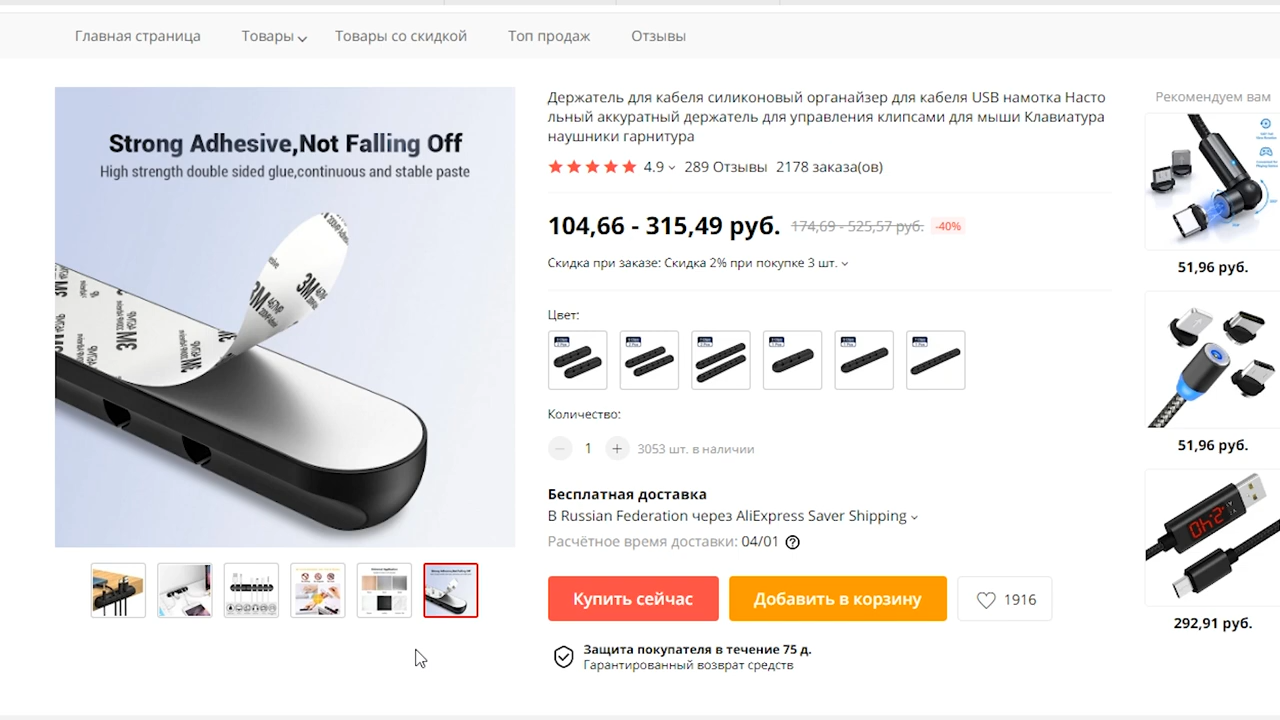 Главная страница
Товары
Товары со скидкой
Топ продаж
Отзывы
Strong Adhesive,Not Falling Off
High strength double sided glue,continuous and stable paste
3M
3M
3M
3M
Держатель для кабеля силиконовый органайзер для кабеля USB намотка Насто
льный аккуратный держатель для управления клипсами для мыши Клавиатура
наушники гарнитура
4.9 289 Отзывы 2178 заказа(ов)
104,66 - 315,49 руб. 174,69 - 525,57 руб. -40%
Скидка при заказе: Скидка 2% при покупке 3 шт.
Цвет:
Количество:
1 3053 шт. в наличии
Бесплатная доставка
В Russian Federation через AliExpress Saver Shipping
Расчётное время доставки: 04/01
Купить сейчас
Добавить в корзину
1916
Защита покупателя в течение 75 д.
Гарантированный возврат средств
Рекомендуем вам
51,96 руб.
51,96 руб.
292,91 руб.